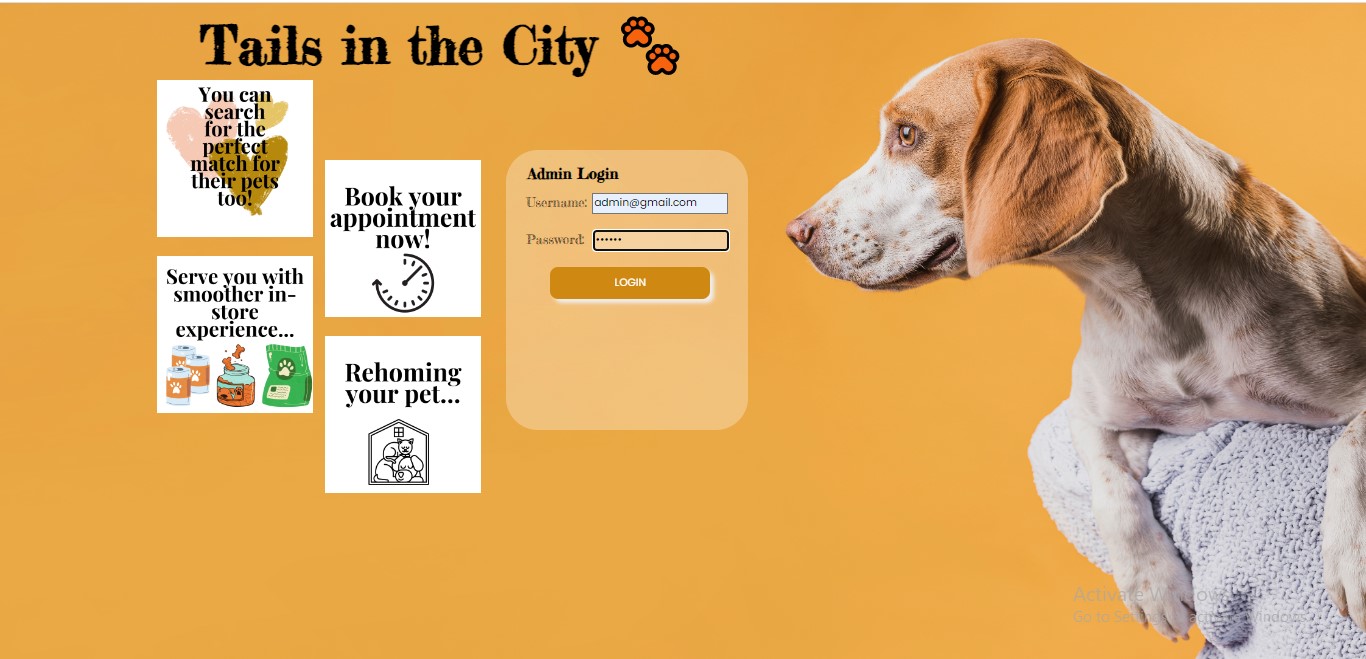 Tails in the City
You can
search
for the
perfect
match for
their pets
too!
Serve you with
smoother in-
store
experience...
Book your
appointment
now!
Rehoming
your pet...
Admin Login
Username: admin@gmail.com
Password: ••••••
LOGIN
Activate Windows
Go to Settings to activate Windows.